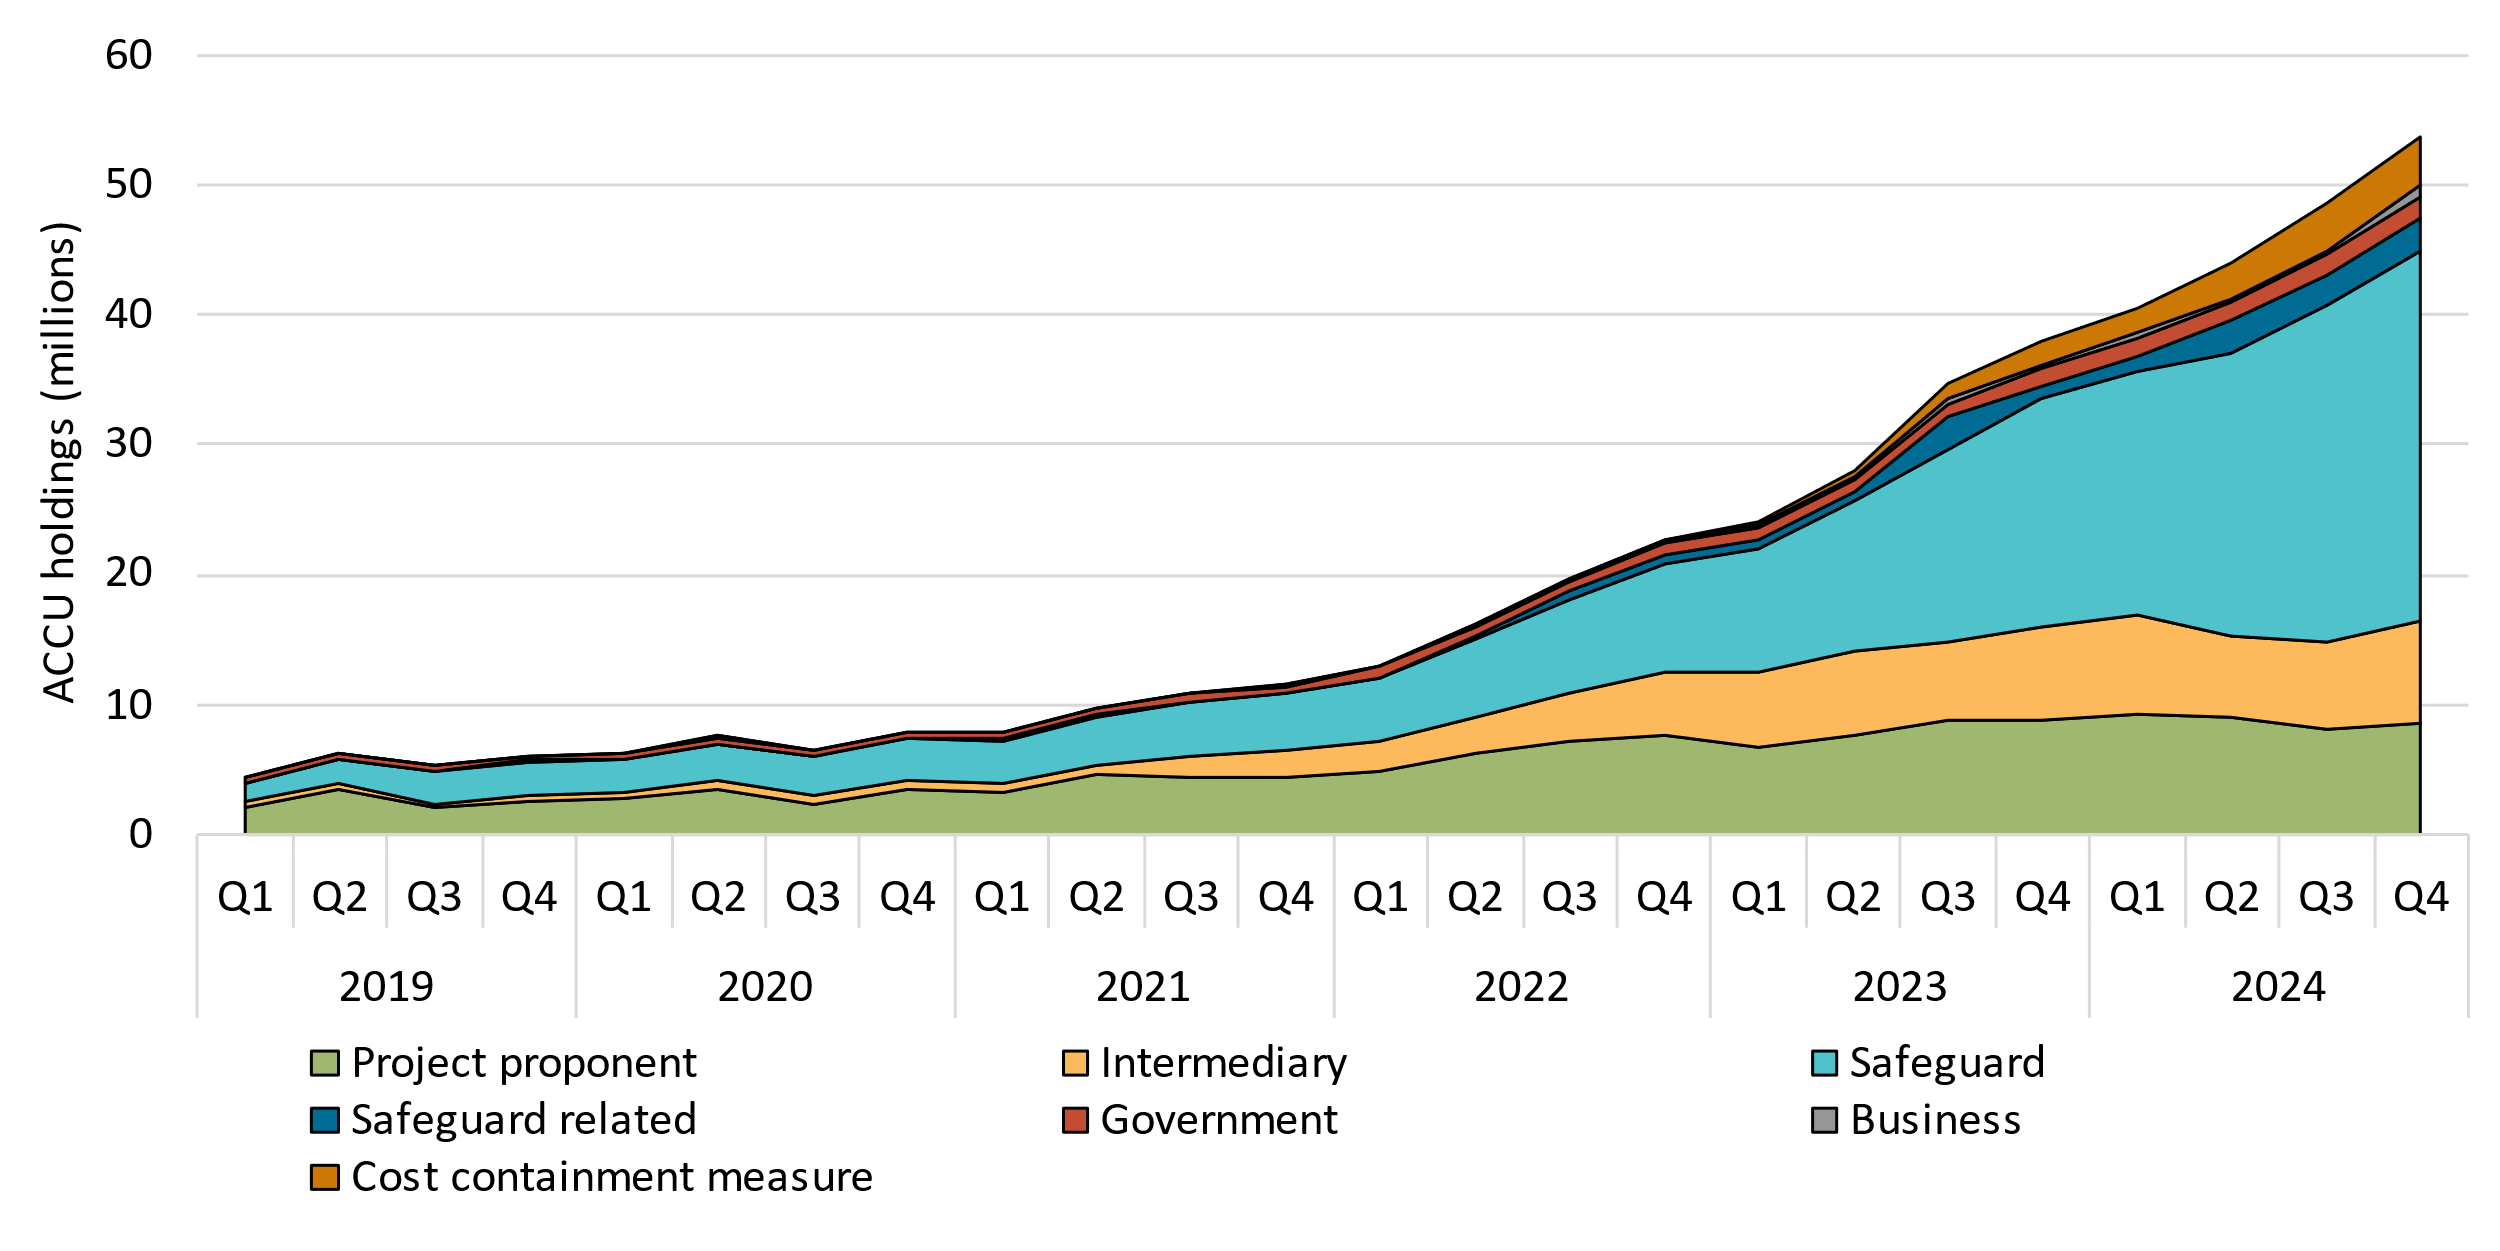 60
50
40
30
20
10
0
ACCU holdings (millions)
Q1 Q2 Q3 Q4 Q1 Q2 Q3 Q4 Q1 Q2 Q3 Q4 Q1 Q2 Q3 Q4 Q1 Q2 Q3 Q4 Q1 Q2 Q3 Q4
2019 2020 2021 2022 2023 2024
Project proponent Intermediary Safeguard
Safeguard related Government Business
Cost containment measure